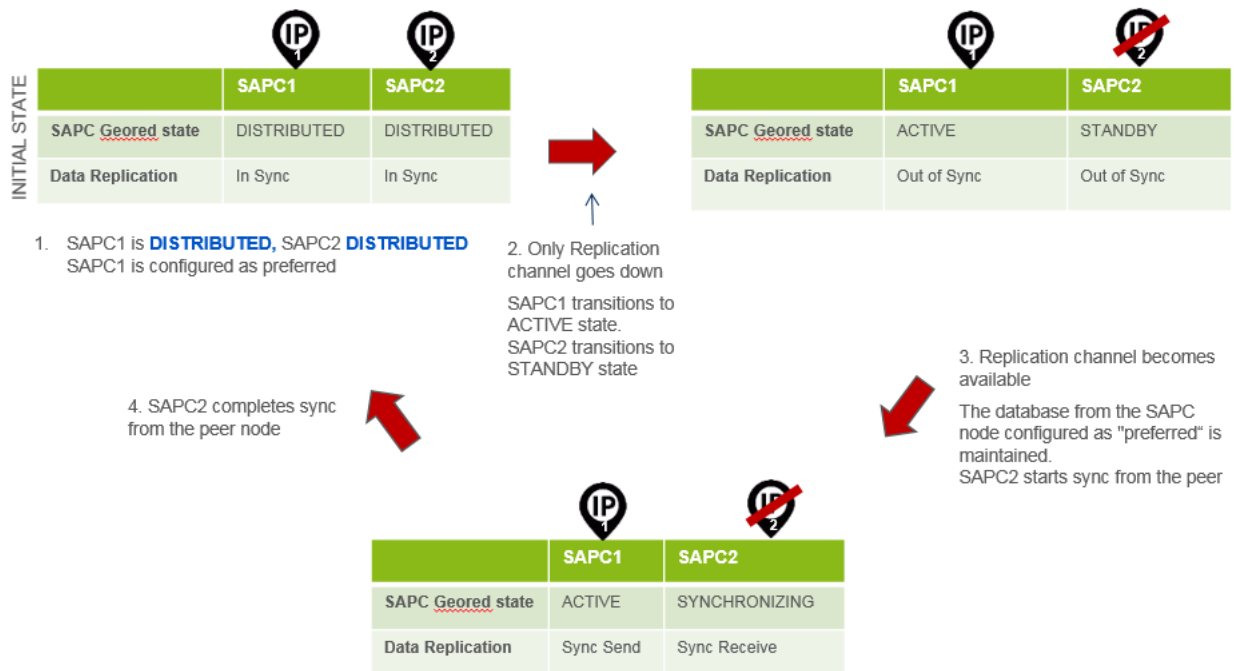 INITIAL STATE
IP
1
IP
2
SAPC1 SAPC2
SAPC Geored state DISTRIBUTED DISTRIBUTED
Data Replication In Sync In Sync
1. SAPC1 is DISTRIBUTED, SAPC2 DISTRIBUTED
SAPC1 is configured as preferred
2. Only Replication
channel goes down
SAPC1 transitions to
ACTIVE state.
SAPC2 transitions to
STANDBY state
IP
1
IP
2
SAPC1 SAPC2
SAPC Geored state ACTIVE STANDBY
Data Replication Out of Sync Out of Sync
3. Replication channel becomes
available
The database from the SAPC
node configured as "preferred“ is
maintained.
SAPC2 starts sync from the peer
IP
1
IP
2
SAPC1 SAPC2
SAPC Geored state ACTIVE SYNCHRONIZING
Data Replication Sync Send Sync Receive
4. SAPC2 completes sync
from the peer node